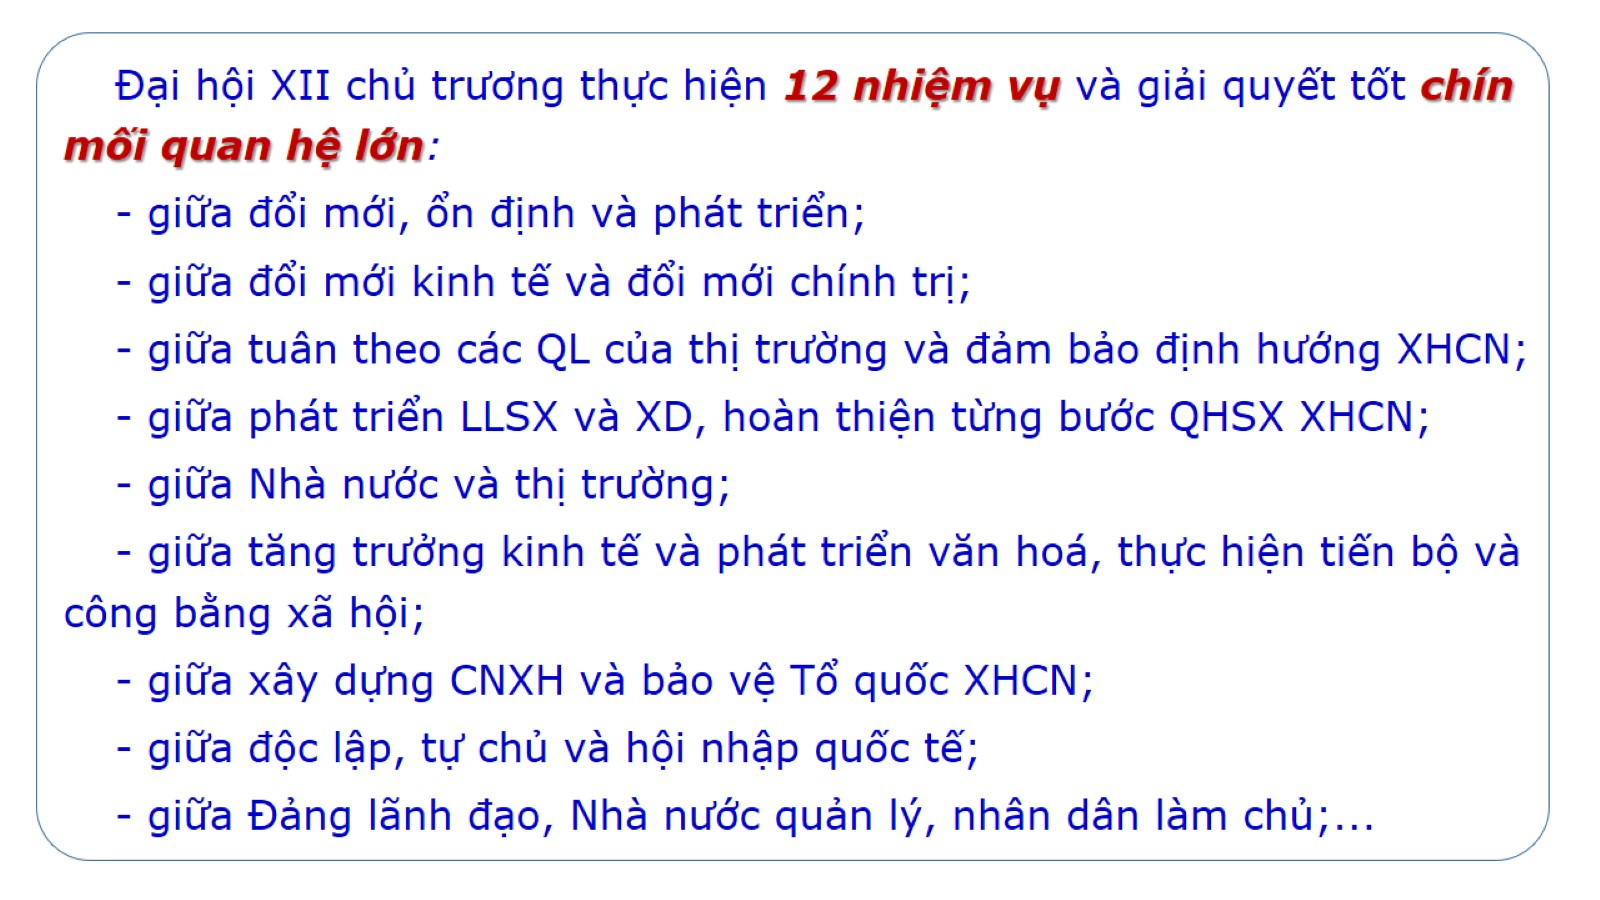 Đại hội XII chủ trương thực hiện 12 nhiệm vụ và giải quyết tốt chín
mối quan hệ lớn:
- giữa đổi mới, ổn định và phát triển;
- giữa đổi mới kinh tế và đổi mới chính trị;
- giữa tuân theo các QL của thị trường và đảm bảo định hướng XHCN;
- giữa phát triển LLSX và XD, hoàn thiện từng bước QHSX XHCN;
- giữa Nhà nước và thị trường;
- giữa tăng trưởng kinh tế và phát triển văn hoá, thực hiện tiến bộ và
công bằng xã hội;
- giữa xây dựng CNXH và bảo vệ Tổ quốc XHCN;
- giữa độc lập, tự chủ và hội nhập quốc tế;
- giữa Đảng lãnh đạo, Nhà nước quản lý, nhân dân làm chủ;...